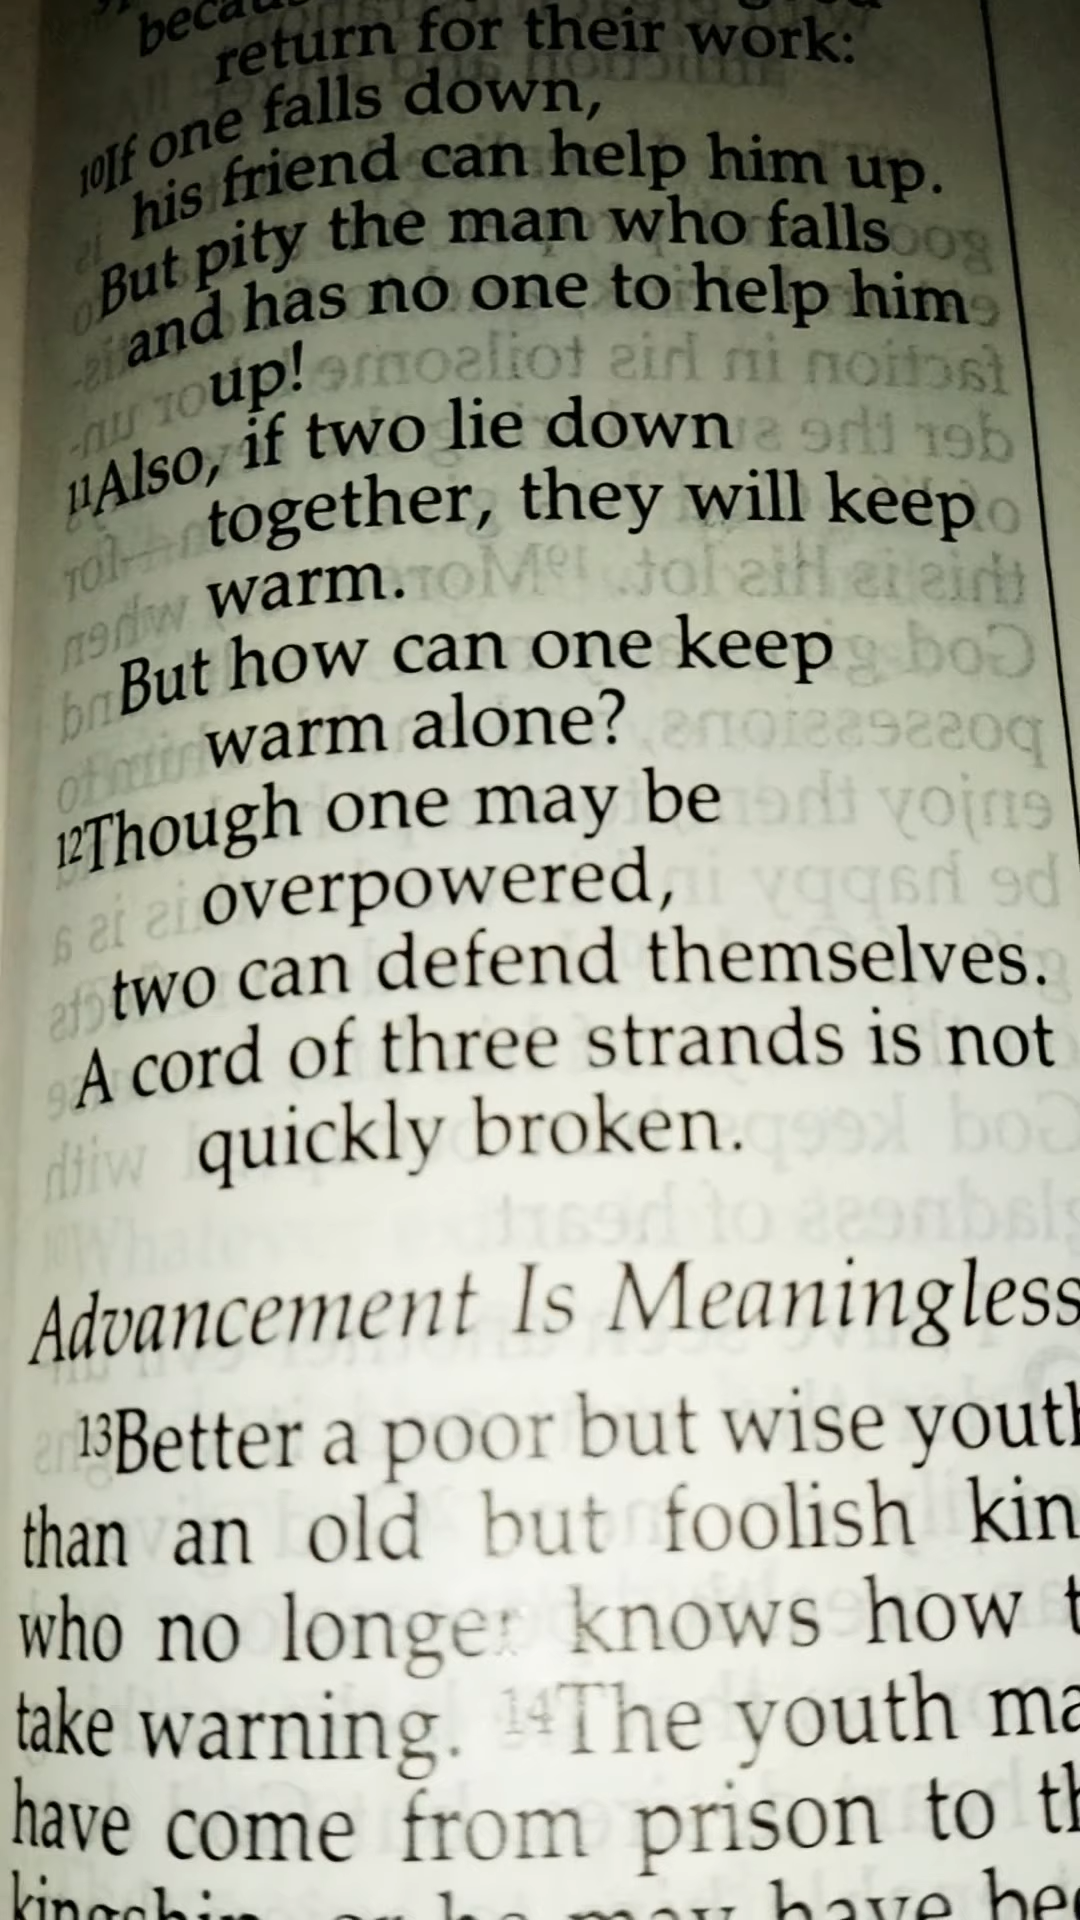 return for their work:
10If one falls down,
his friend can help him up.
But pity the man who falls
and has no one to help him
up!
11Also, if two lie down
together, they will keep
warm.
But how can one keep
warm alone?
12Though one may be
overpowered,
two can defend themselves.
A cord of three strands is not
quickly broken.
Advancement Is Meaningless
13Better a poor but wise
than an old but foolish
who no longer knows how
take warning. 14The youth
have come from prison to